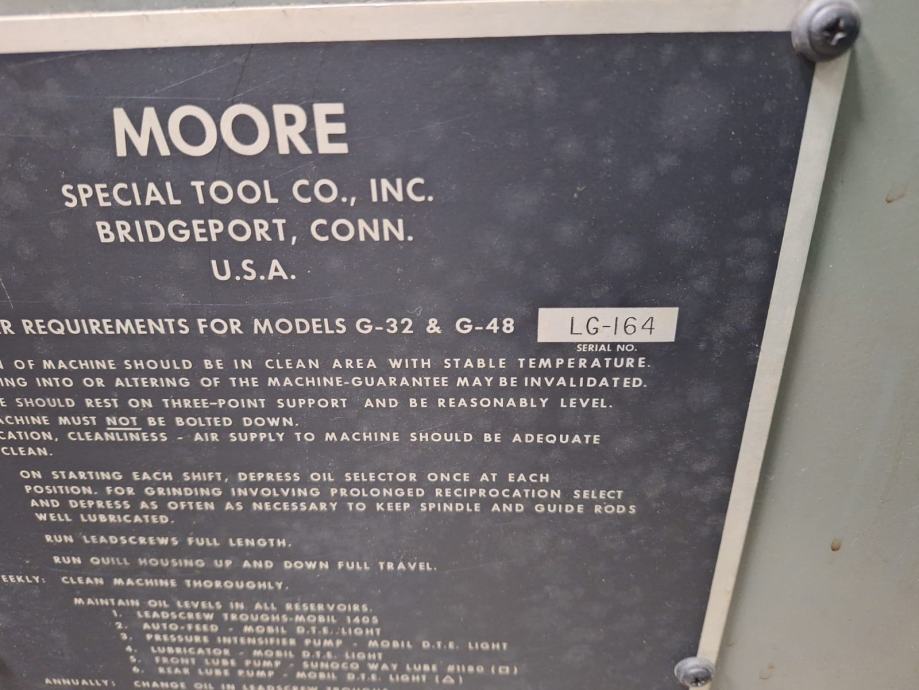 MOORE
SPECIAL TOOL CO., INC.
BRIDGEPORT, CONN.
U.S.A.
ER REQUIREMENTS FOR MODELS G-32 & G-48 LG-164
SERIAL NO.
N OF MACHINE SHOULD BE IN CLEAN AREA WITH STABLE TEMPERATURE.
ING INTO OR ALTERING OF THE MACHINE-GUARANTEE MAY BE INVALIDATED.
E SHOULD REST ON THREE-POINT SUPPORT AND BE REASONABLY LEVEL.
ACHINE MUST NOT BE BOLTED DOWN.
CATION, CLEANLINESS - AIR SUPPLY TO MACHINE SHOULD BE ADEQUATE
CLEAN.
ON STARTING EACH SHIFT, DEPRESS OIL SELECTOR ONCE AT EACH
POSITION. FOR GRINDING INVOLVING PROLONGED RECIPROCATION SELECT
AND DEPRESS AS OFTEN AS NECESSARY TO KEEP SPINDLE AND GUIDE RODS
WELL LUBRICATED.
RUN LEADSCREWS FULL LENGTH.
RUN QUILL HOUSING UP AND DOWN FULL TRAVEL.
EEKLY: CLEAN MACHINE THOROUGHLY.
MAINTAIN OIL LEVELS IN ALL RESERVOIRS.
1. LEADSCREW TROUGHS-MOBIL 1405
2. AUTO-FEED - MOBIL D.T.E. LIGHT
3. PRESSURE INTENSIFIER PUMP - MOBIL D.T.E. LIGHT
4. LUBRICATOR - MOBIL D.T.E. LIGHT
5. FRONT LUBE PUMP - SUNOCO WAY LUBE #1180 (□)
6. REAR LUBE PUMP - MOBIL D.T.E. LIGHT (△)
ANNUALLY: CHANGE OIL IN LEADSCREW TROUGHS